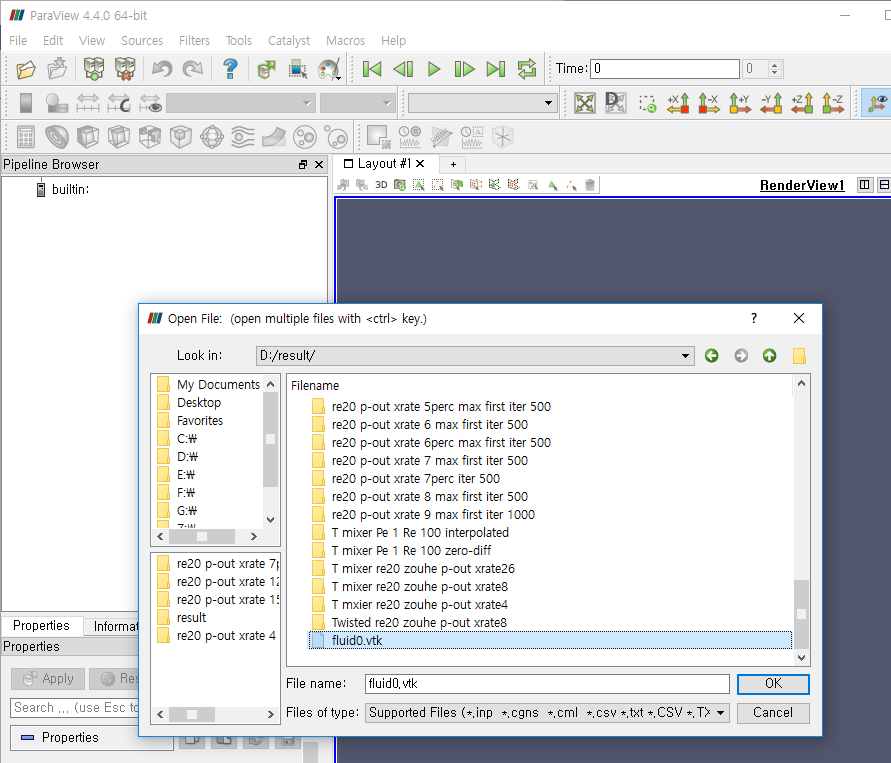 ParaView 4.4.0 64-bit
File Edit View Sources Filters Tools Catalyst Macros Help
Time: 0 0
Pipeline Browser
Layout #1 +
builtin:
3D
RenderView1
Open File: (open multiple files with <ctrl> key.)
Look in: D:/result/
My Documents
Desktop
Favorites
C:₩
D:₩
E:₩
F:₩
G:₩
Z:₩
Filename
re20 p-out xrate 5perc max first iter 500
re20 p-out xrate 6 max first iter 500
re20 p-out xrate 6perc max first iter 500
re20 p-out xrate 7 max first iter 500
re20 p-out xrate 7perc iter 500
re20 p-out xrate 8 max first iter 500
re20 p-out xrate 9 max first iter 1000
T mixer Pe 1 Re 100 interpolated
T mixer Pe 1 Re 100 zero-diff
T mixer re20 zouhe p-out xrate26
T mixer re20 zouhe p-out xrate8
T mxier re20 zouhe p-out xrate4
Twisted re20 zouhe p-out xrate8
fluid0.vtk
re20 p-out xrate 7p
re20 p-out xrate 12
re20 p-out xrate 15
result
re20 p-out xrate 4
File name: fluid0.vtk OK
Files of type: Supported Files (*.inp *.cgns *.cml *.csv *.txt *.CSV *.TX Cancel
Properties Informat
Properties
Apply Res
Search ... (use Esc to
Properties